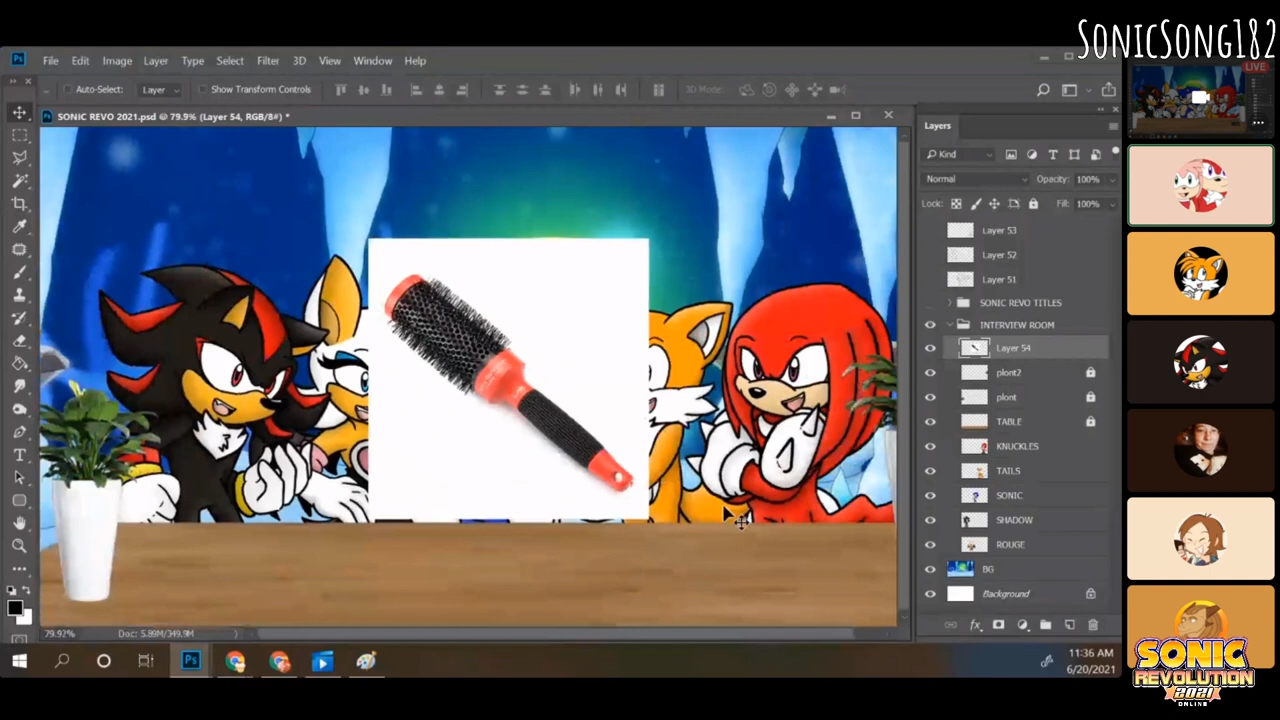 SonicSong182
Ps File Edit Image Layer Type Select Filter 3D View Window Help
LIVE
Auto-Select: Layer Show Transform Controls 3D Mode:
SONIC REVO 2021.psd @ 79.9% (Layer 54, RGB/8#) *
Layers
Kind
Normal Opacity: 100%
Lock: Fill: 100%
Layer 53
Layer 52
Layer 51
SONIC REVO TITLES
INTERVIEW ROOM
Layer 54
plont2
plont
TABLE
KNUCKLES
TAILS
SONIC
SHADOW
ROUGE
BG
Background
79.92% Doc: 5.89M/349.9M
fx
Ps
11:36 AM
6/20/2021
SONIC
REVOLUTION
2021
ONLINE